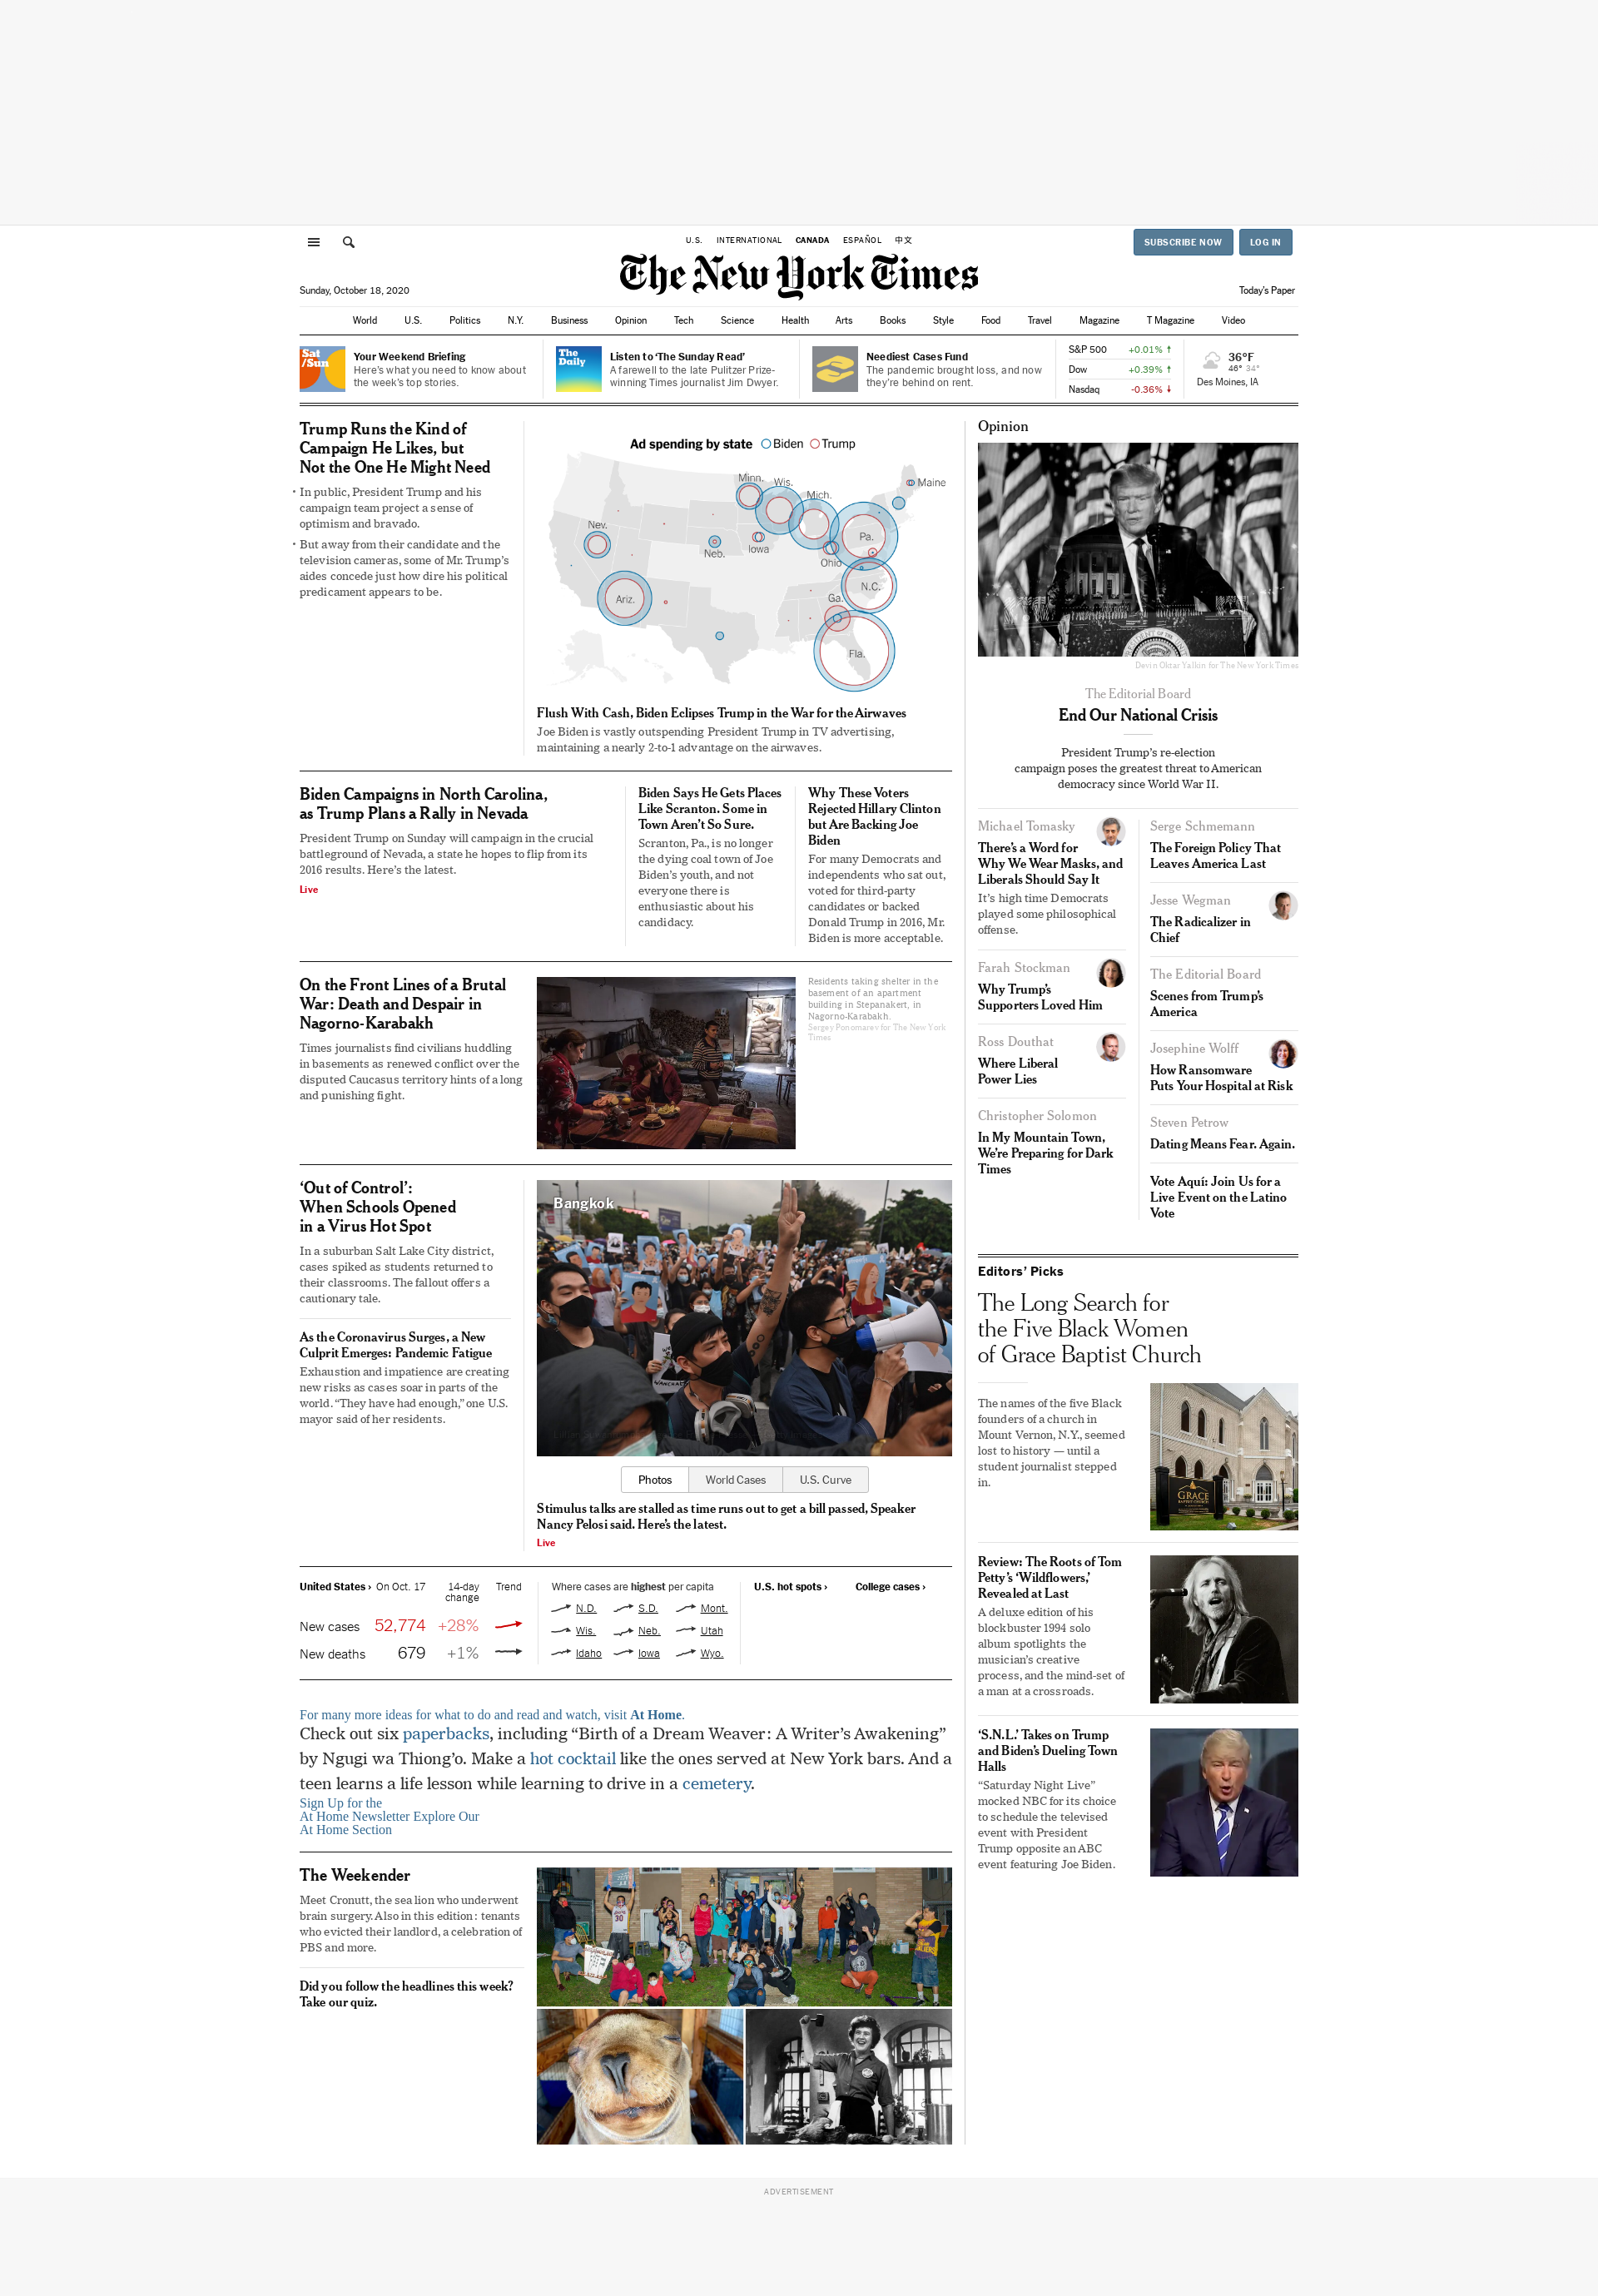 U.S. INTERNATIONAL CANADA ESPAÑOL 中文
SUBSCRIBE NOW LOG IN
The New York Times
Sunday, October 18, 2020
Today's Paper
World U.S. Politics N.Y. Business Opinion Tech Science Health Arts Books Style Food Travel Magazine T Magazine Video
Sat
/Sun
Your Weekend Briefing
Here's what you need to know about
the week's top stories.
The
Daily
Listen to ‘The Sunday Read’
A farewell to the late Pulitzer Prize-
winning Times journalist Jim Dwyer.
Neediest Cases Fund
The pandemic brought loss, and now
they're behind on rent.
S&P 500 +0.01%
Dow +0.39%
Nasdaq -0.36%
36°F
46° 34°
Des Moines, IA
Trump Runs the Kind of
Campaign He Likes, but
Not the One He Might Need
• In public, President Trump and his
campaign team project a sense of
optimism and bravado.
• But away from their candidate and the
television cameras, some of Mr. Trump’s
aides concede just how dire his political
predicament appears to be.
Ad spending by state Biden Trump
Minn.
Wis.
Mich.
Maine
Nev.
Neb.
Iowa
Ohio
Pa.
N.C.
Ariz.
Ga.
Fla.
Flush With Cash, Biden Eclipses Trump in the War for the Airwaves
Joe Biden is vastly outspending President Trump in TV advertising,
maintaining a nearly 2-to-1 advantage on the airwaves.
Biden Campaigns in North Carolina,
as Trump Plans a Rally in Nevada
President Trump on Sunday will campaign in the crucial
battleground of Nevada, a state he hopes to flip from its
2016 results. Here’s the latest.
Live
Biden Says He Gets Places
Like Scranton. Some in
Town Aren’t So Sure.
Scranton, Pa., is no longer
the dying coal town of Joe
Biden’s youth, and not
everyone there is
enthusiastic about his
candidacy.
Why These Voters
Rejected Hillary Clinton
but Are Backing Joe
Biden
For many Democrats and
independents who sat out,
voted for third-party
candidates or backed
Donald Trump in 2016, Mr.
Biden is more acceptable.
On the Front Lines of a Brutal
War: Death and Despair in
Nagorno-Karabakh
Times journalists find civilians huddling
in basements as renewed conflict over the
disputed Caucasus territory hints of a long
and punishing fight.
Residents taking shelter in the
basement of an apartment
building in Stepanakert, in
Nagorno-Karabakh.
Sergey Ponomarev for The New York
Times
‘Out of Control’:
When Schools Opened
in a Virus Hot Spot
In a suburban Salt Lake City district,
cases spiked as students returned to
their classrooms. The fallout offers a
cautionary tale.
As the Coronavirus Surges, a New
Culprit Emerges: Pandemic Fatigue
Exhaustion and impatience are creating
new risks as cases soar in parts of the
world. “They have had enough,” one U.S.
mayor said of her residents.
Bangkok
Photos World Cases U.S. Curve
Stimulus talks are stalled as time runs out to get a bill passed, Speaker
Nancy Pelosi said. Here’s the latest.
Live
United States › On Oct. 17 14-day
change Trend
New cases 52,774 +28%
New deaths 679 +1%
Where cases are highest per capita
N.D. S.D. Mont.
Wis. Neb. Utah
Idaho Iowa Wyo.
U.S. hot spots › College cases ›
For many more ideas for what to do and read and watch, visit At Home.
Check out six paperbacks, including “Birth of a Dream Weaver: A Writer’s Awakening”
by Ngugi wa Thiong’o. Make a hot cocktail like the ones served at New York bars. And a
teen learns a life lesson while learning to drive in a cemetery.
Sign Up for the
At Home Newsletter Explore Our
At Home Section
The Weekender
Meet Cronutt, the sea lion who underwent
brain surgery. Also in this edition: tenants
who evicted their landlord, a celebration of
PBS and more.
Did you follow the headlines this week?
Take our quiz.
Opinion
Devin Oktar Yalkin for The New York Times
The Editorial Board
End Our National Crisis
President Trump’s re-election
campaign poses the greatest threat to American
democracy since World War II.
Michael Tomasky
There’s a Word for
Why We Wear Masks, and
Liberals Should Say It
It’s high time Democrats
played some philosophical
offense.
Farah Stockman
Why Trump’s
Supporters Loved Him
Ross Douthat
Where Liberal
Power Lies
Christopher Solomon
In My Mountain Town,
We’re Preparing for Dark
Times
Serge Schmemann
The Foreign Policy That
Leaves America Last
Jesse Wegman
The Radicalizer in
Chief
The Editorial Board
Scenes from Trump’s
America
Josephine Wolff
How Ransomware
Puts Your Hospital at Risk
Steven Petrow
Dating Means Fear. Again.
Vote Aquí: Join Us for a
Live Event on the Latino
Vote
Editors’ Picks
The Long Search for
the Five Black Women
of Grace Baptist Church
The names of the five Black
founders of a church in
Mount Vernon, N.Y., seemed
lost to history — until a
student journalist stepped
in.
GRACE
Review: The Roots of Tom
Petty’s ‘Wildflowers,’
Revealed at Last
A deluxe edition of his
blockbuster 1994 solo
album spotlights the
musician’s creative
process, and the mind-set of
a man at a crossroads.
‘S.N.L.’ Takes on Trump
and Biden’s Dueling Town
Halls
“Saturday Night Live”
mocked NBC for its choice
to schedule the televised
event with President
Trump opposite an ABC
event featuring Joe Biden.
ADVERTISEMENT